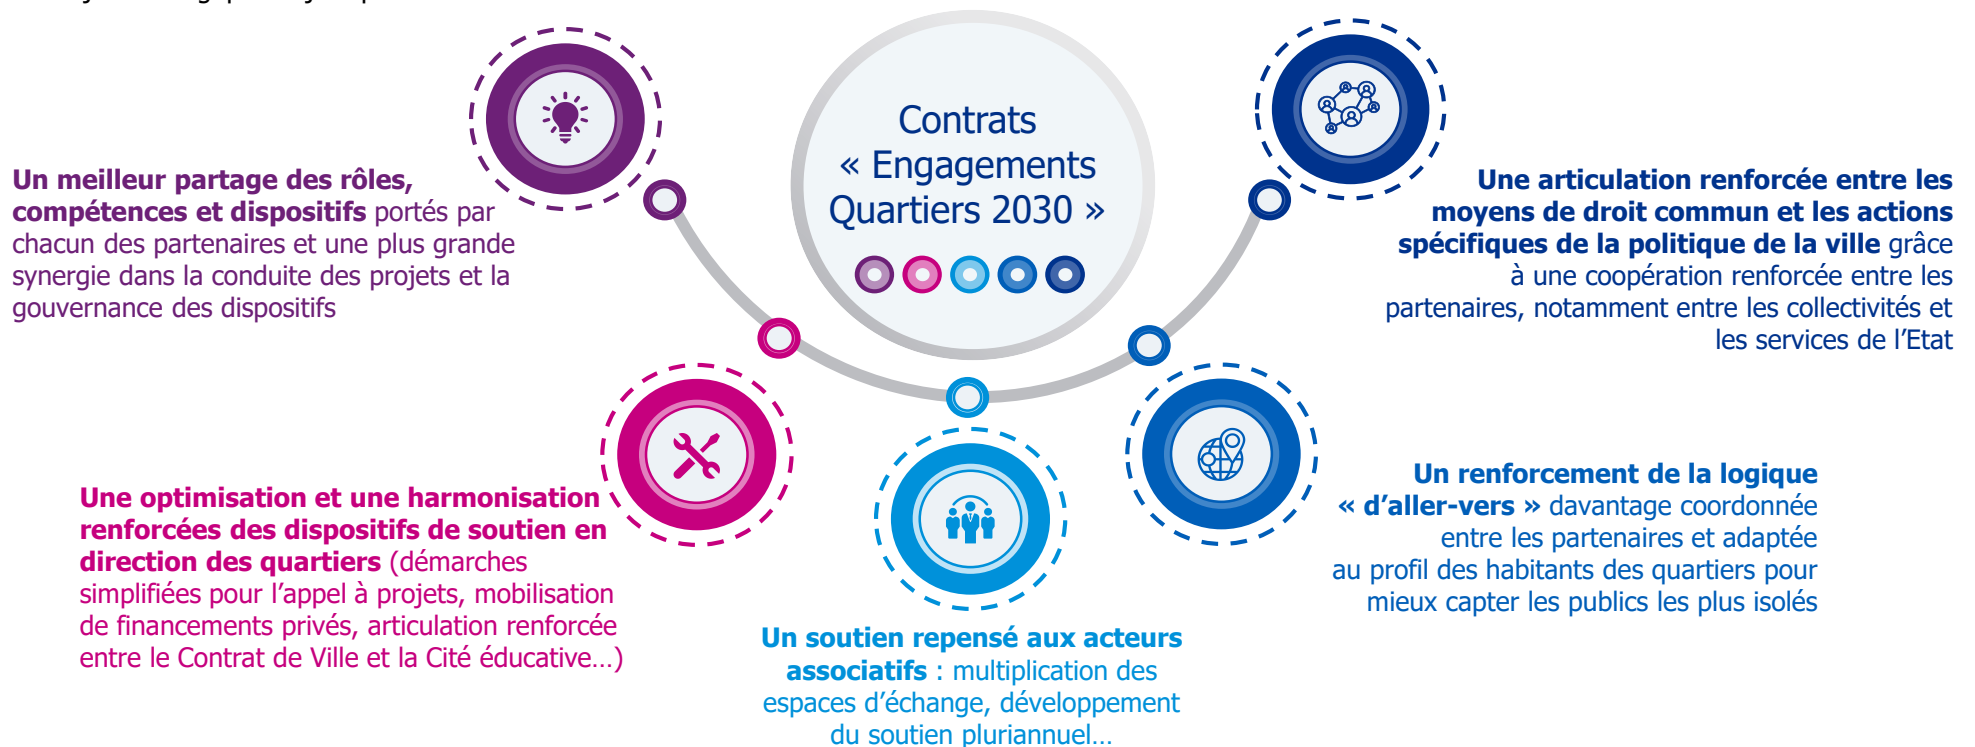 Contrats
« Engagements
Quartiers 2030 »
Un meilleur partage des rôles,
compétences et dispositifs portés par
chacun des partenaires et une plus grande
synergie dans la conduite des projets et la
gouvernance des dispositifs
Une optimisation et une harmonisation
renforcées des dispositifs de soutien en
direction des quartiers (démarches
simplifiées pour l’appel à projets, mobilisation
de financements privés, articulation renforcée
entre le Contrat de Ville et la Cité éducative…)
Un soutien repensé aux acteurs
associatifs : multiplication des
espaces d’échange, développement
du soutien pluriannuel…
Un renforcement de la logique
« d’aller-vers » davantage coordonnée
entre les partenaires et adaptée
au profil des habitants des quartiers pour
mieux capter les publics les plus isolés
Une articulation renforcée entre les
moyens de droit commun et les actions
spécifiques de la politique de la ville grâce
à une coopération renforcée entre les
partenaires, notamment entre les collectivités et
les services de l’Etat